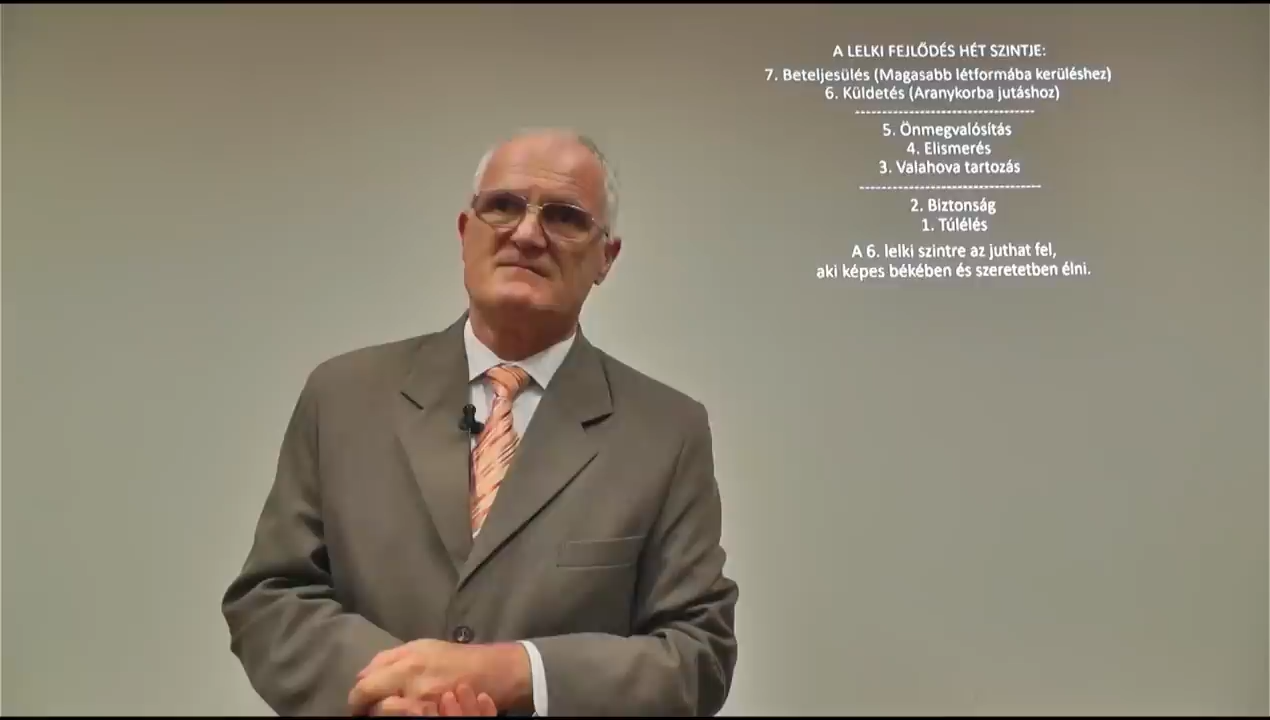 A LELKI FEJLŐDÉS HÉT SZINTJE:
7. Beteljesülés (Magasabb létformába kerüléshez)
6. Küldetés (Aranykorba jutáshoz)
----------------------------------
5. Önmegvalósítás
4. Elismerés
3. Valahova tartozás
----------------------------------
2. Biztonság
1. Túlélés
A 6. lelki szintre az juthat fel,
aki képes békében és szeretetben élni.